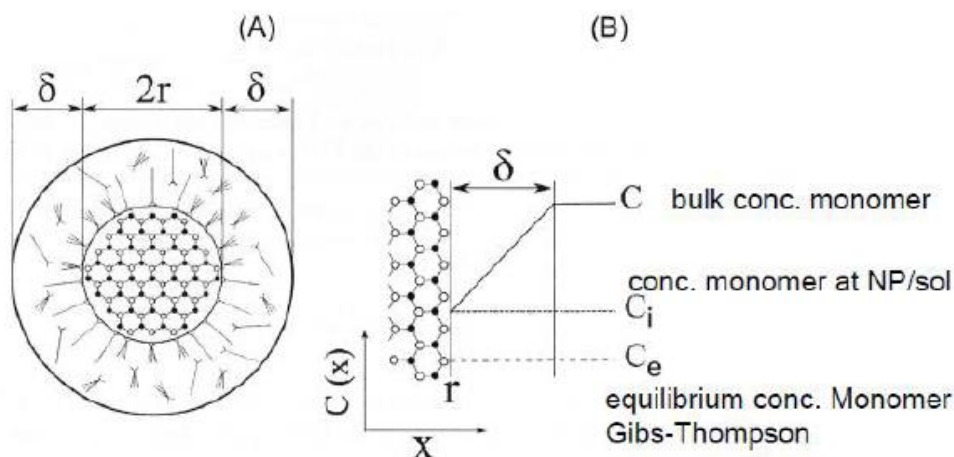 (A)
(B)
δ 2r δ
δ
C bulk conc. monomer
conc. monomer at NP/sol
C_i
C_e
r
C (x)
x
equilibrium conc. Monomer
Gibs-Thompson